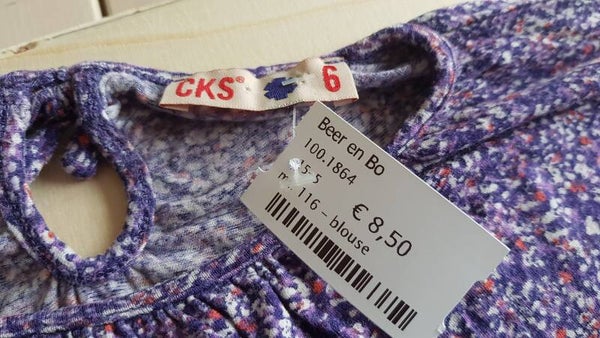 CKS® 6
Beer en Bo
100.1864
€ 8,50
116 – blouse